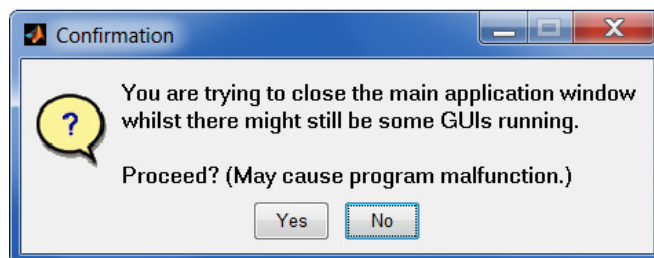 Confirmation
You are trying to close the main application window
whilst there might still be some GUIs running.
Proceed? (May cause program malfunction.)
Yes No